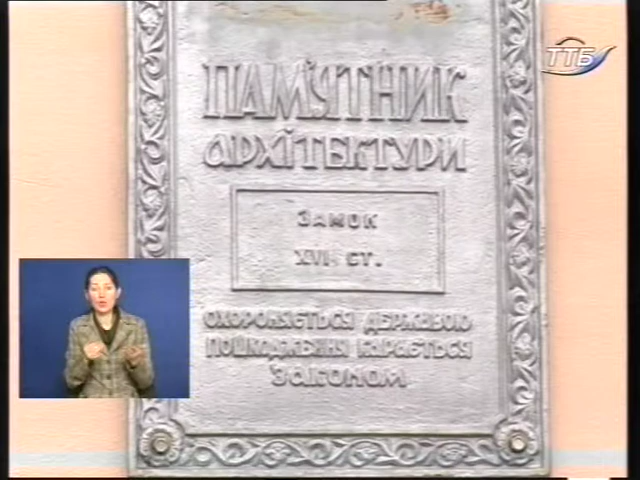 ТТБ
ПАМ'ЯТНИК
АРХІТЕКТУРИ
ЗАМОК
XVI СТ.
ОХОРОНЯЄТЬСЯ ДЕРЖАВОЮ
ПОШКОДЖЕННЯ КАРАЄТЬСЯ
ЗАКОНОМ